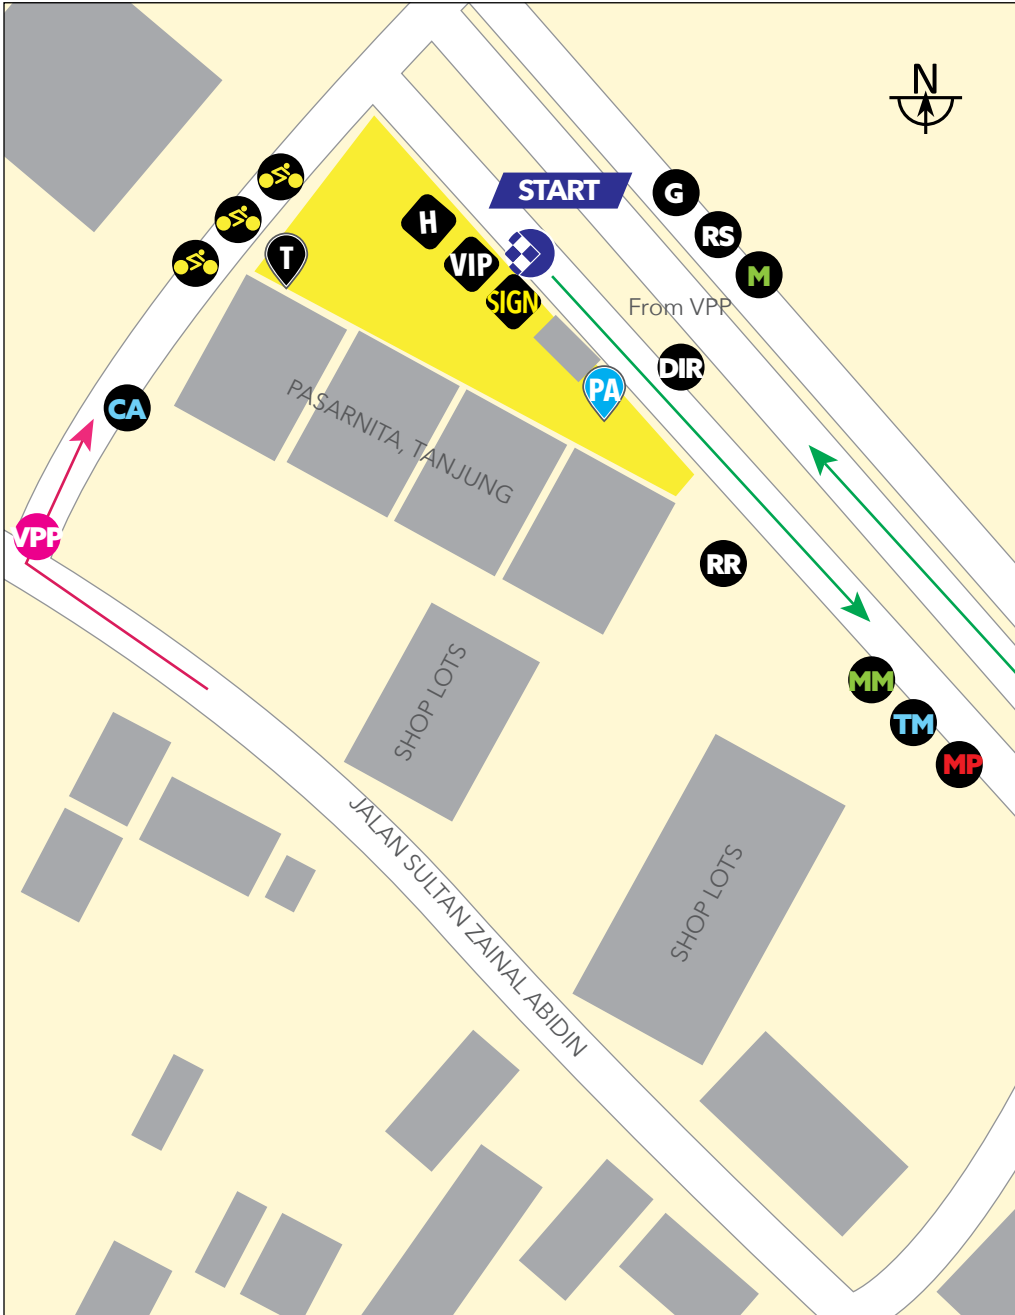 N
START
G
RS
M
H
VIP
SIGN
T
From VPP
DIR
PA
CA
PASARNITA, TANJUNG
VPP
RR
MM
TM
MP
SHOP LOTS
SHOP LOTS
JALAN SULTAN ZAINAL ABIDIN